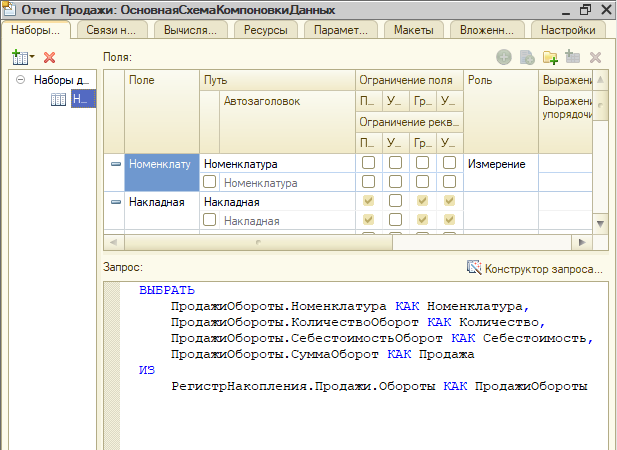 Отчет Продажи: ОсновнаяСхемаКомпоновкиДанных
Наборы... Связи н... Вычисля... Ресурсы Парамет... Макеты Вложенн... Настройки
Поля:
Наборы д...
Н...
Поле Путь Ограничение поля Роль Выражен
Автозаголовок П... У... Гр... У... Выражен
упорядочи
Ограничение рекв...
П... У... Гр... У...
Номенклату Номенклатура Измерение
Номенклатура
Накладная Накладная
Накладная
Запрос: Конструктор запроса...
ВЫБРАТЬ
ПродажиОбороты.Номенклатура КАК Номенклатура,
ПродажиОбороты.КоличествоОборот КАК Количество,
ПродажиОбороты.СебестоимостьОборот КАК Себестоимость,
ПродажиОбороты.СуммаОборот КАК Продажа
ИЗ
РегистрНакопления.Продажи.Обороты КАК ПродажиОбороты